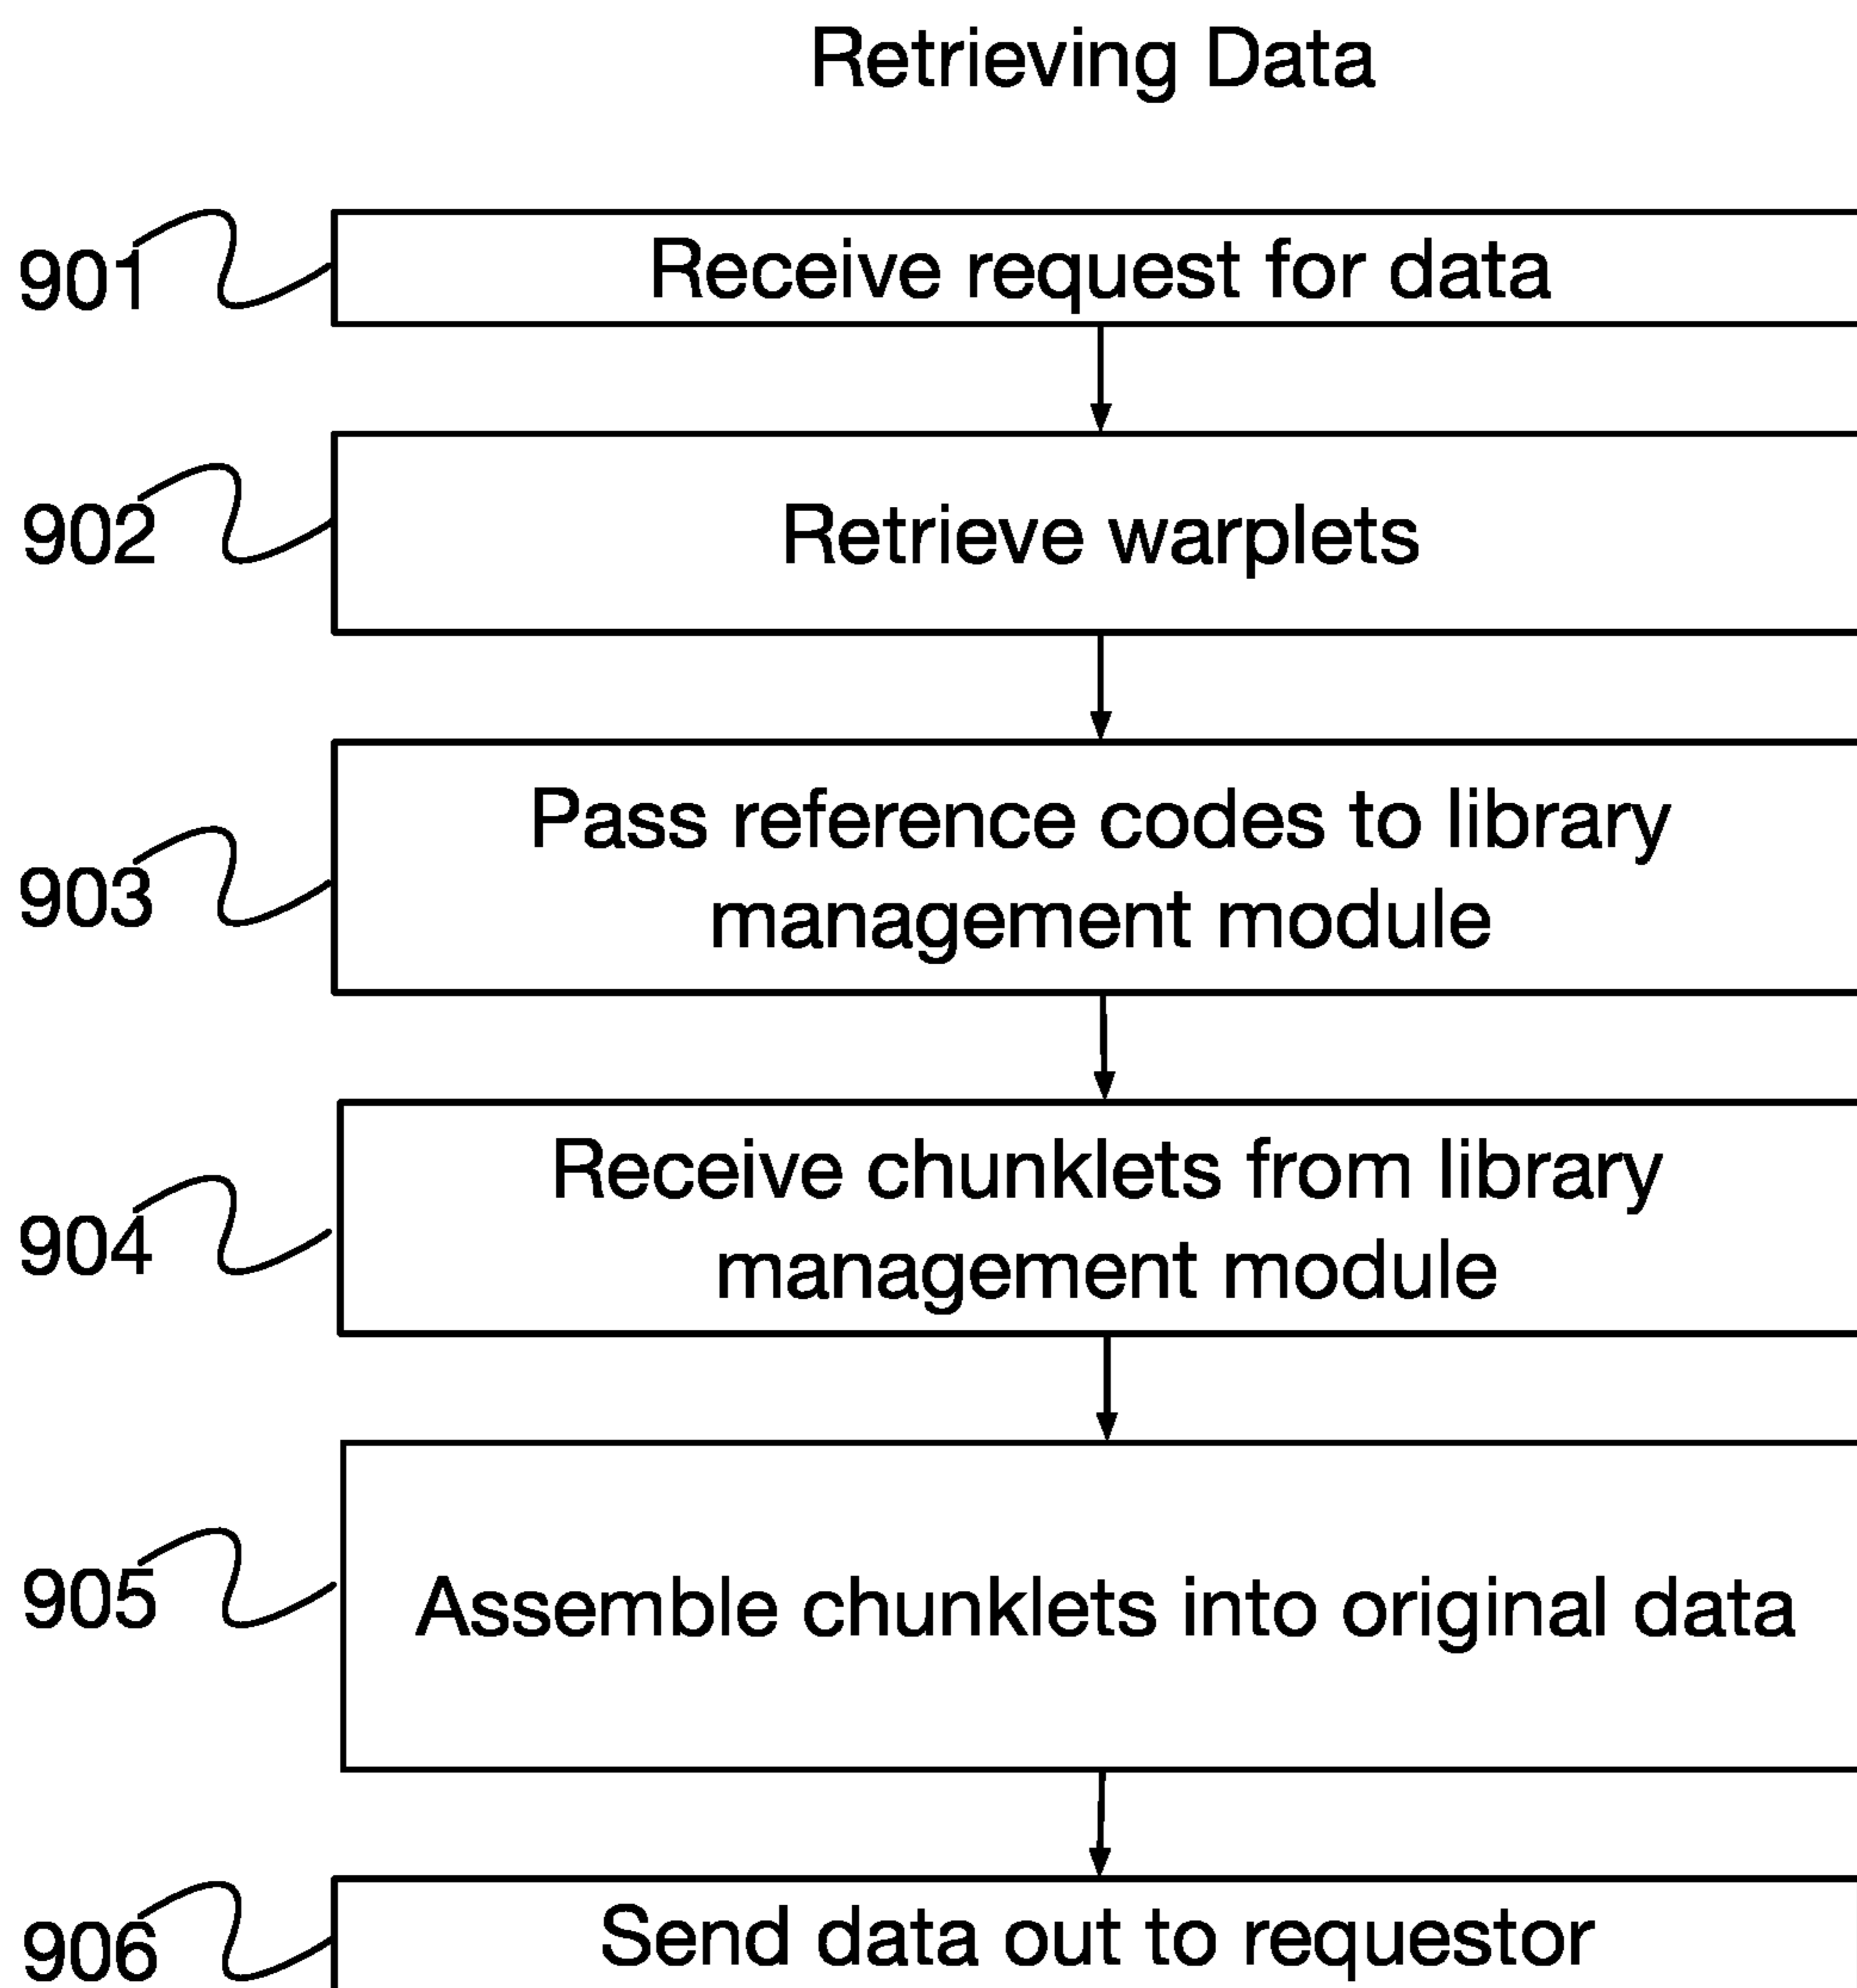 Retrieving Data
901
Receive request for data
902
Retrieve warplets
903
Pass reference codes to library
management module
904
Receive chunklets from library
management module
905
Assemble chunklets into original data
906
Send data out to requestor